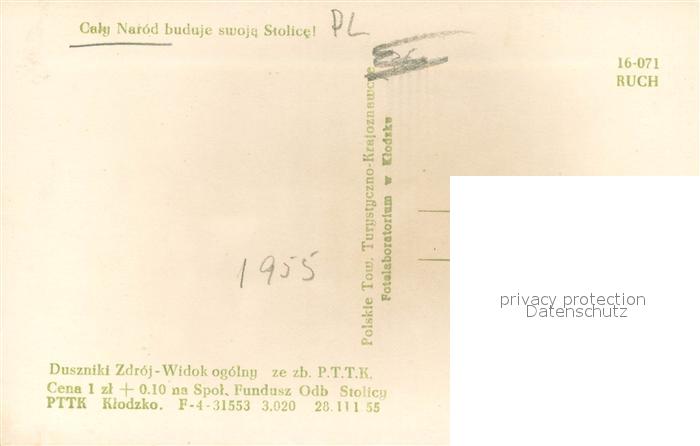 Cały Naród buduje swoją Stolicę!
PL
16-071
RUCH
Polskie Tow. Turystyczno-Krajoznawcze
Fotolaboratorium w Kłodzku
1955
privacy protection
Datenschutz
Duszniki Zdrój-Widok ogólny ze zb. P.T.T.K.
Cena 1 zł + 0.10 na Społ. Fundusz Odb Stolicy
PTTK Kłodzko. F-4-31553 3.020 28.111 55